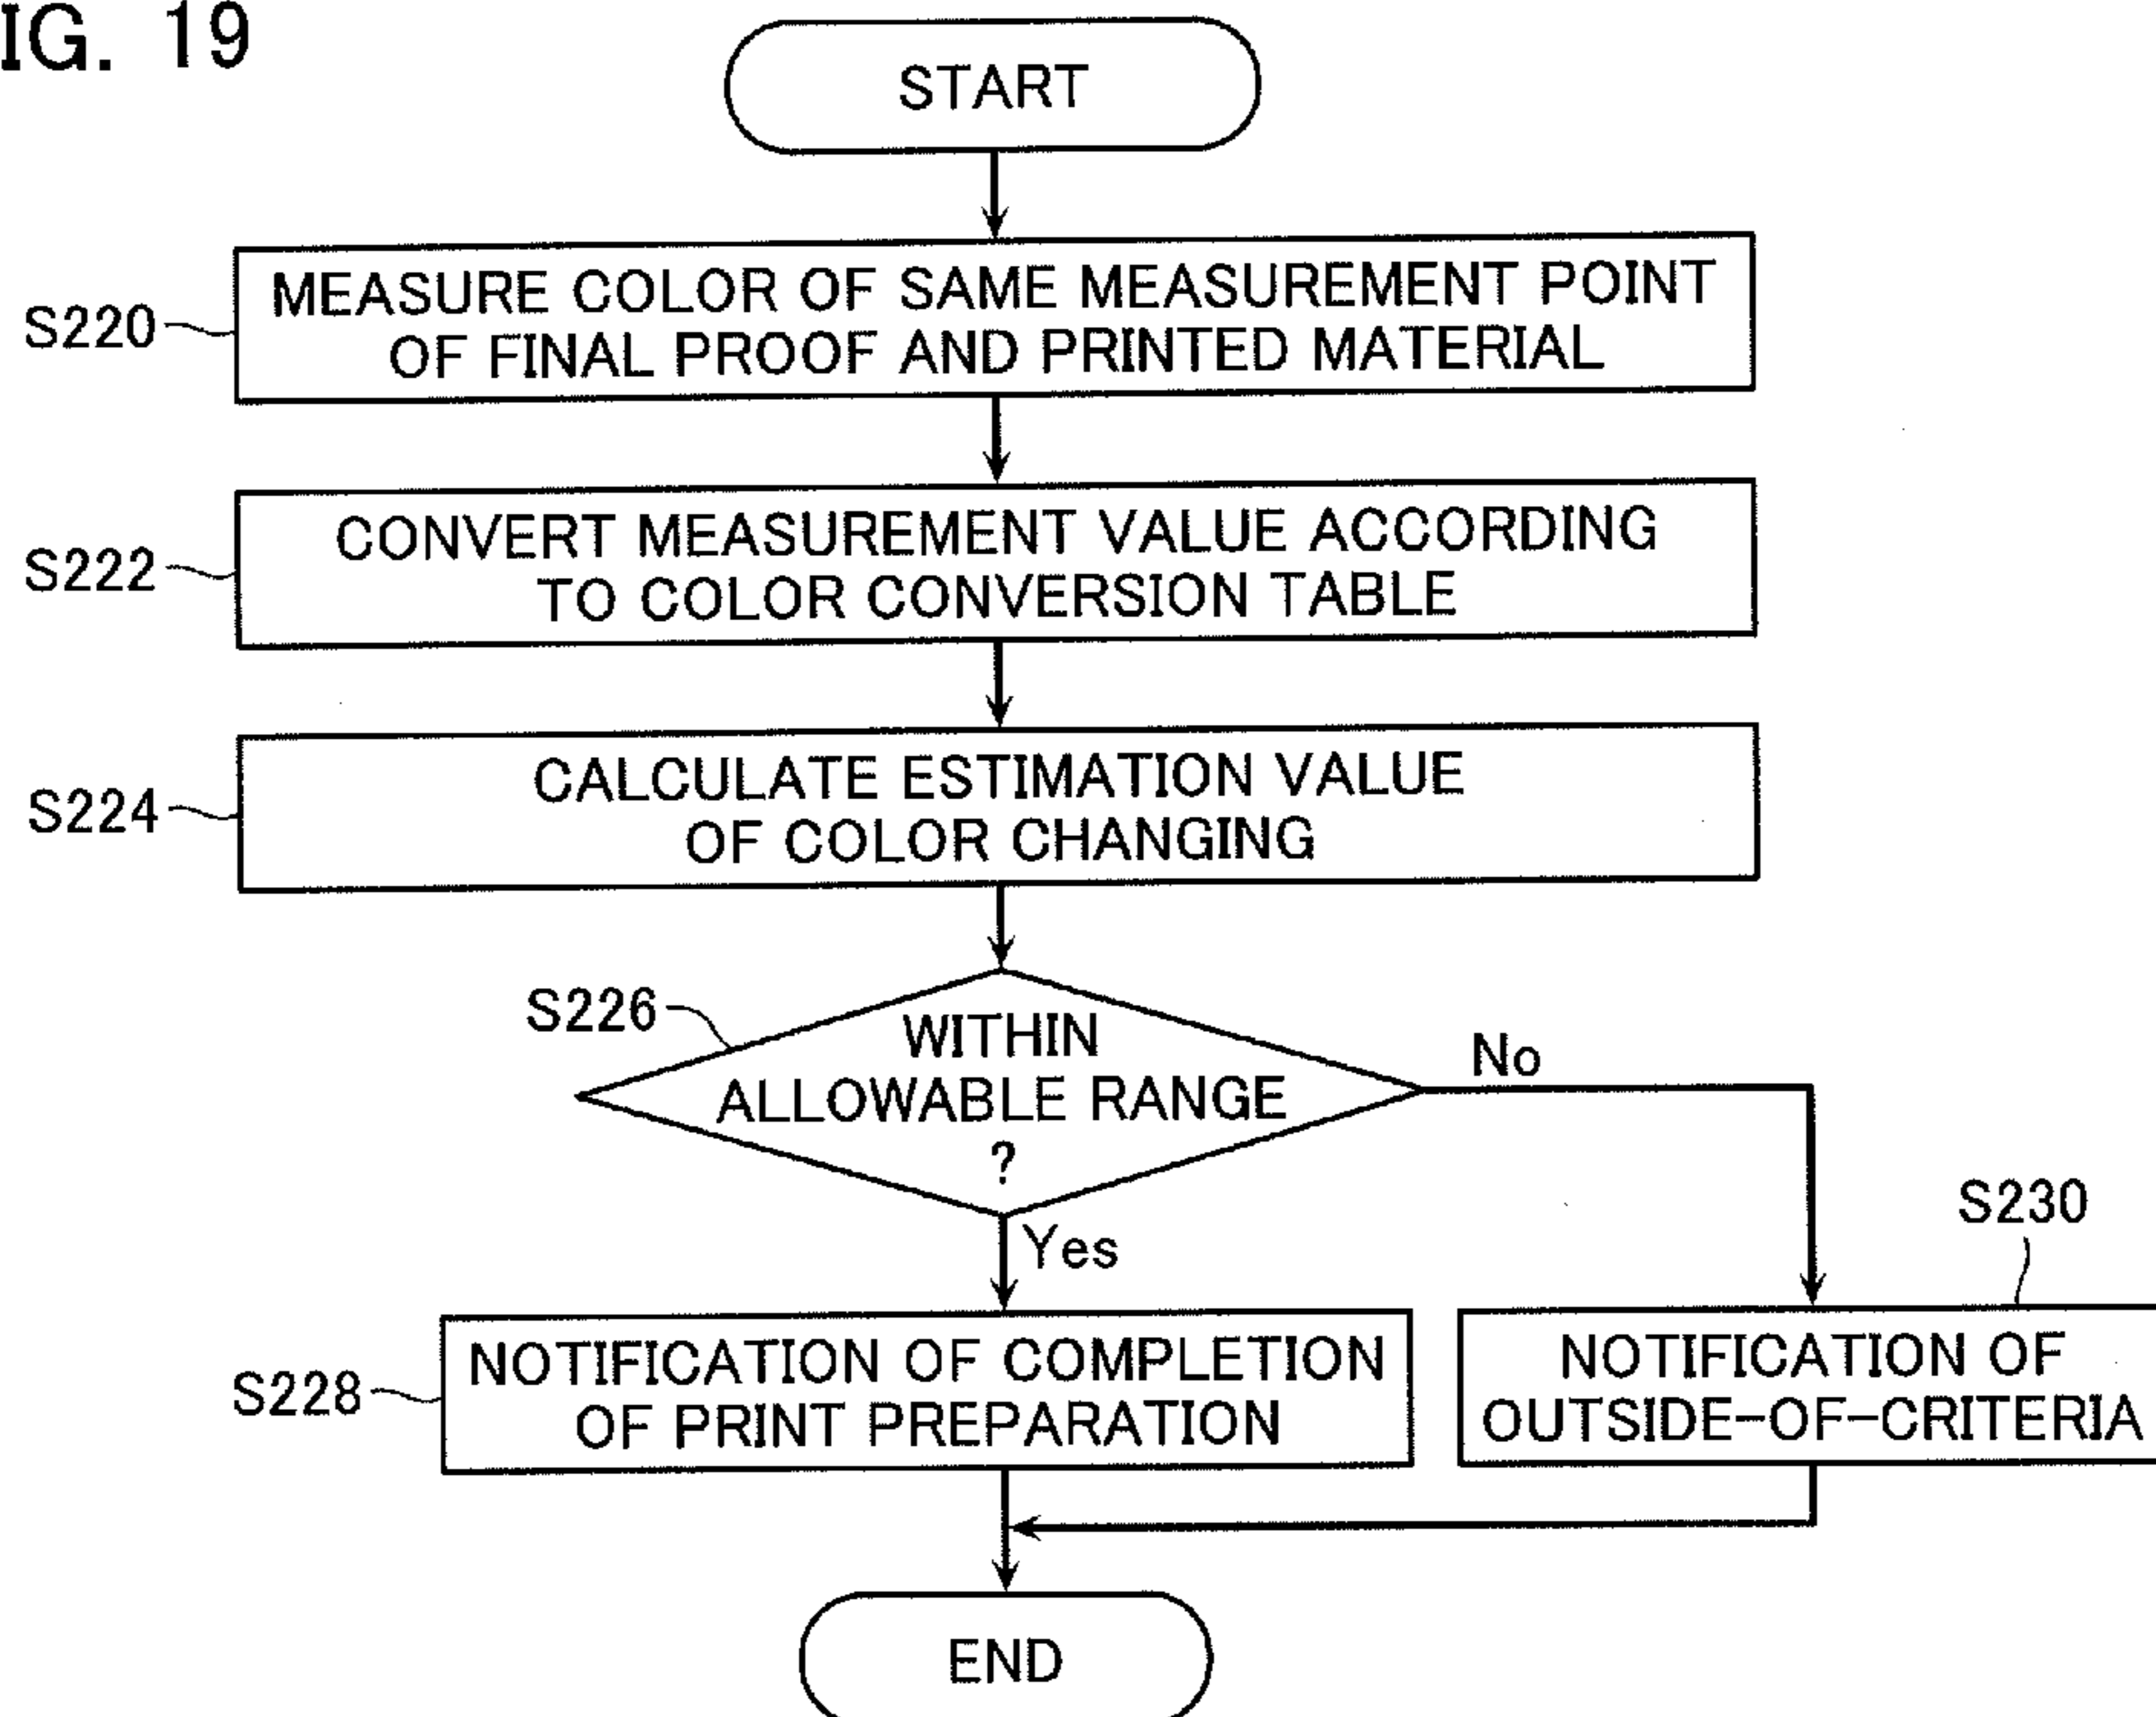 IG. 19
START
S220
MEASURE COLOR OF SAME MEASUREMENT POINT
OF FINAL PROOF AND PRINTED MATERIAL
S222
CONVERT MEASUREMENT VALUE ACCORDING
TO COLOR CONVERSION TABLE
S224
CALCULATE ESTIMATION VALUE
OF COLOR CHANGING
S226
WITHIN
ALLOWABLE RANGE
?
No
Yes
S230
S228
NOTIFICATION OF COMPLETION
OF PRINT PREPARATION
NOTIFICATION OF
OUTSIDE-OF-CRITERIA
END